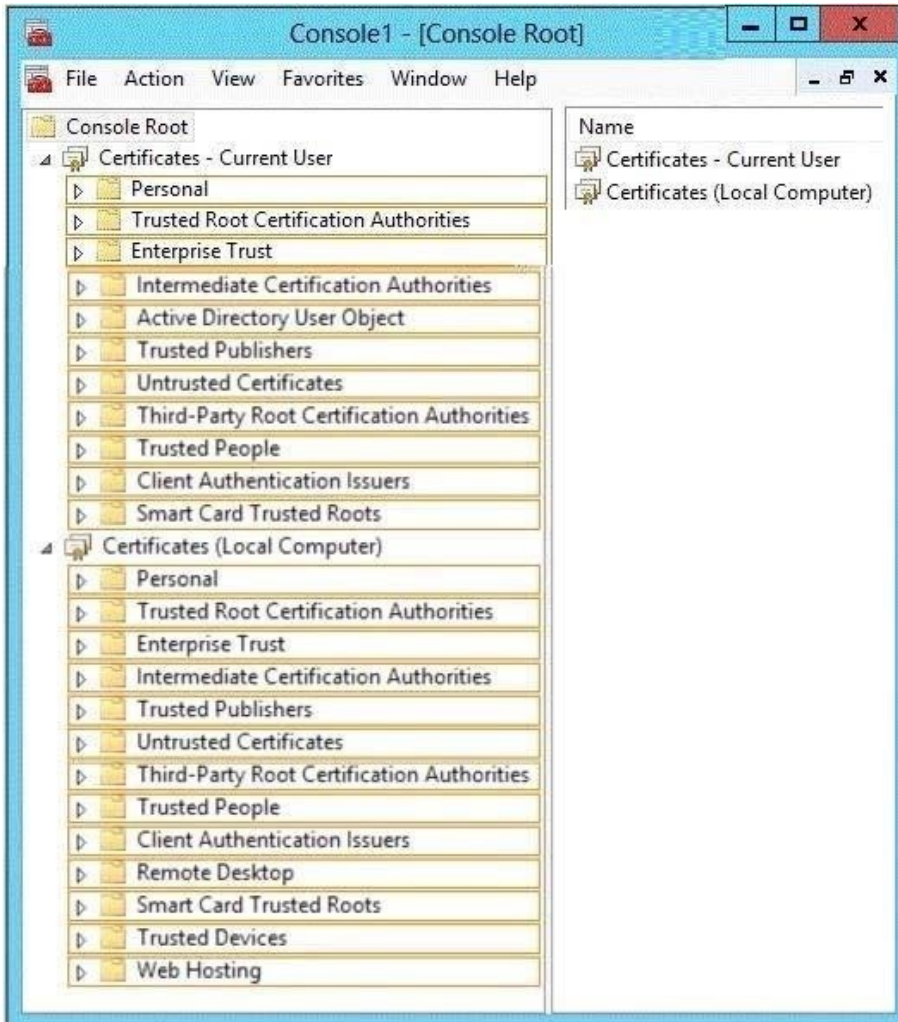 Console1 - [Console Root]
File Action View Favorites Window Help
Console Root
Certificates - Current User
Personal
Trusted Root Certification Authorities
Enterprise Trust
Intermediate Certification Authorities
Active Directory User Object
Trusted Publishers
Untrusted Certificates
Third-Party Root Certification Authorities
Trusted People
Client Authentication Issuers
Smart Card Trusted Roots
Certificates (Local Computer)
Personal
Trusted Root Certification Authorities
Enterprise Trust
Intermediate Certification Authorities
Trusted Publishers
Untrusted Certificates
Third-Party Root Certification Authorities
Trusted People
Client Authentication Issuers
Remote Desktop
Smart Card Trusted Roots
Trusted Devices
Web Hosting
Name
Certificates - Current User
Certificates (Local Computer)